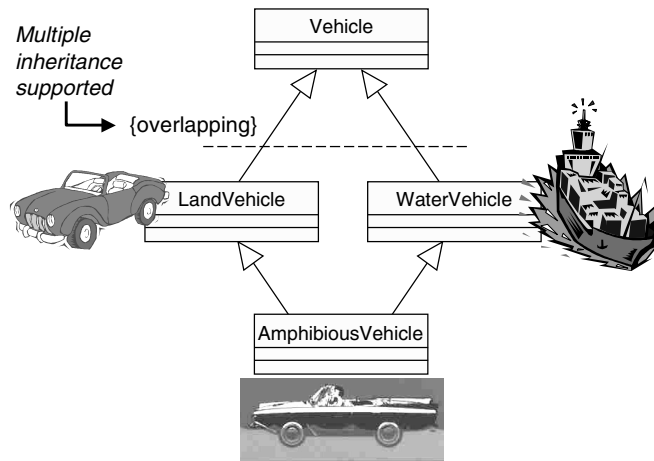 Vehicle
Multiple
inheritance
supported
{overlapping}
LandVehicle
WaterVehicle
AmphibiousVehicle